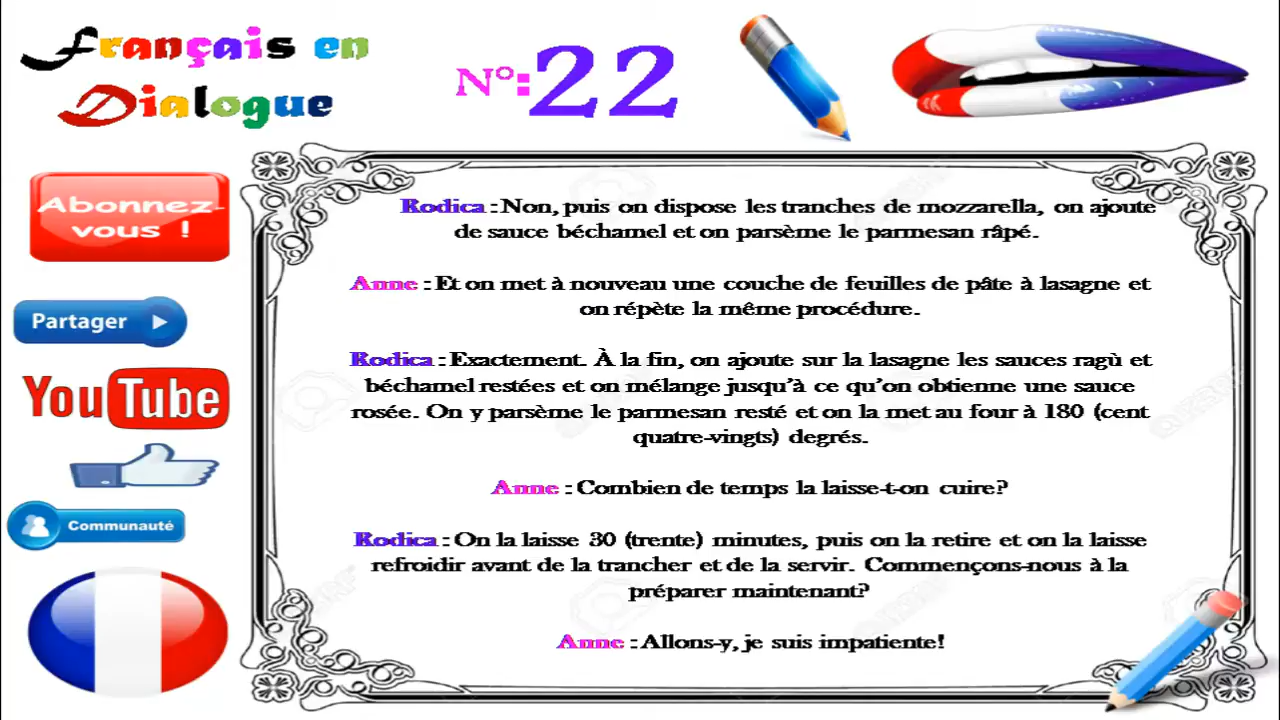 Français en
Dialogue
N°:22
Abonnez-
vous !
Partager
YouTube
Communauté
Rodica : Non, puis on dispose les tranches de mozzarella, on ajoute
de sauce béchamel et on parsème le parmesan râpé.
Anne : Et on met à nouveau une couche de feuilles de pâte à lasagne et
on répète la même procédure.
Rodica : Exactement. À la fin, on ajoute sur la lasagne les sauces ragù et
béchamel restées et on mélange jusqu'à ce qu'on obtienne une sauce
rosée. On y parsème le parmesan resté et on la met au four à 180 (cent
quatre-vingts) degrés.
Anne : Combien de temps la laisse-t-on cuire?
Rodica : On la laisse 30 (trente) minutes, puis on la retire et on la laisse
refroidir avant de la trancher et de la servir. Commençons-nous à la
préparer maintenant?
Anne : Allons-y, je suis impatiente!